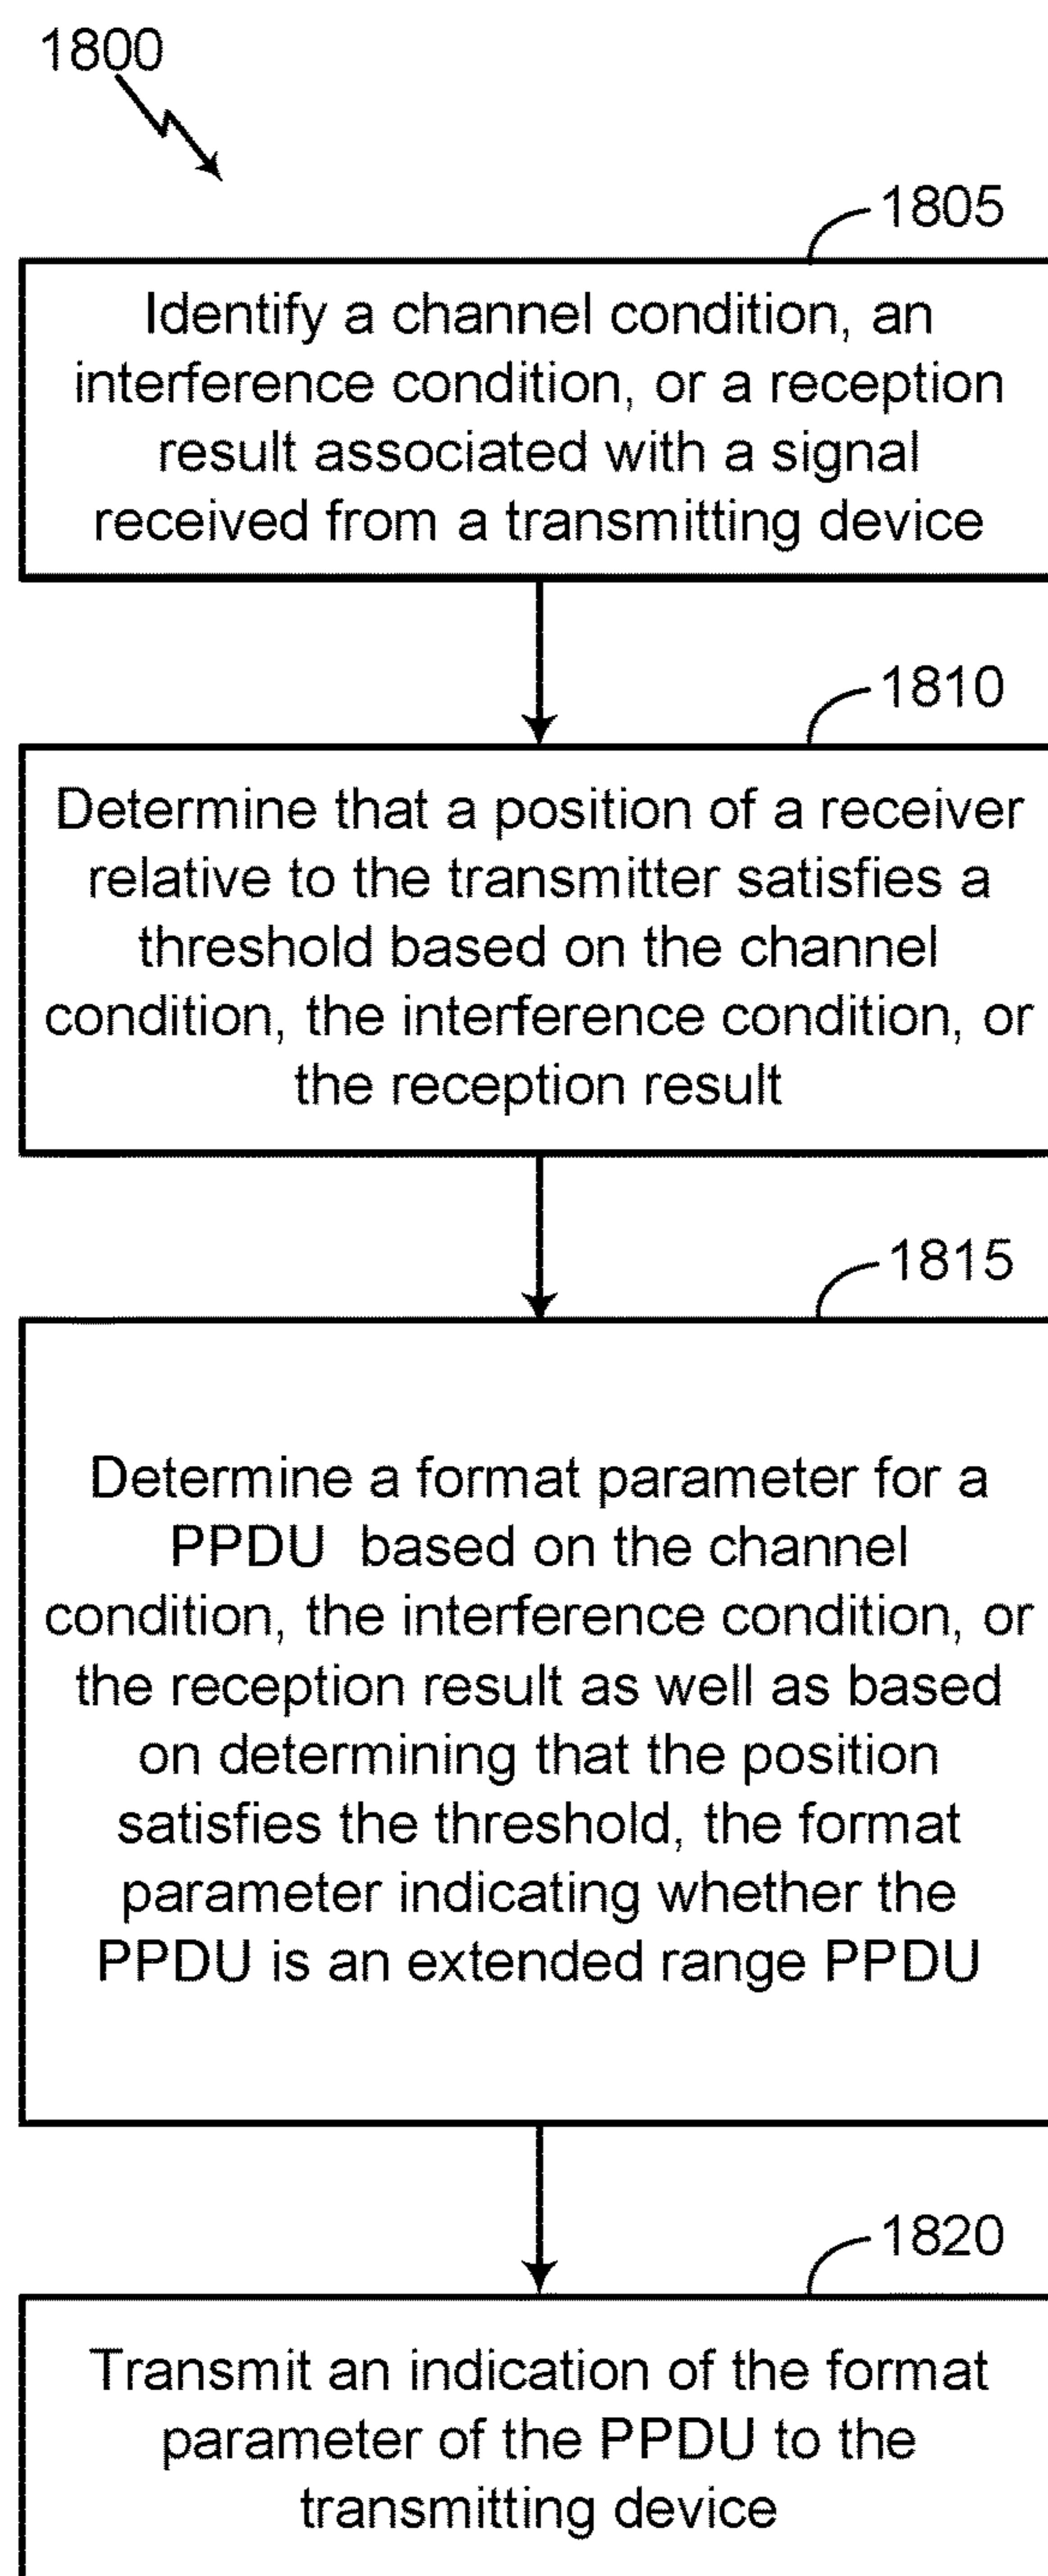 1800
1805
Identify a channel condition, an
interference condition, or a reception
result associated with a signal
received from a transmitting device
1810
Determine that a position of a receiver
relative to the transmitter satisfies a
threshold based on the channel
condition, the interference condition, or
the reception result
1815
Determine a format parameter for a
PPDU based on the channel
condition, the interference condition, or
the reception result as well as based
on determining that the position
satisfies the threshold, the format
parameter indicating whether the
PPDU is an extended range PPDU
1820
Transmit an indication of the format
parameter of the PPDU to the
transmitting device